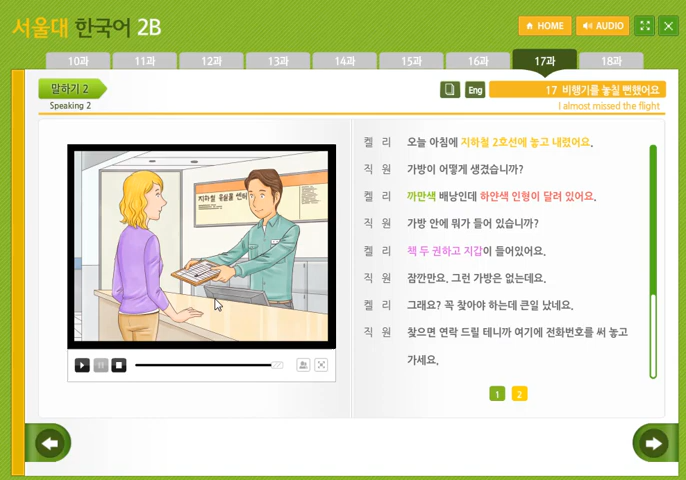 서울대 한국어 2B
HOME
AUDIO
10과
11과
12과
13과
14과
15과
16과
17과
18과
말하기 2
Speaking 2
Eng
17 비행기를 놓칠 뻔했어요
I almost missed the flight
지하철 유실물 센터
켈 리 오늘 아침에 지하철 2호선에 놓고 내렸어요.
직 원 가방이 어떻게 생겼습니까?
켈 리 까만색 배낭인데 하얀색 인형이 달려 있어요.
직 원 가방 안에 뭐가 들어 있습니까?
켈 리 책 두 권하고 지갑이 들어있어요.
직 원 잠깐만요. 그런 가방은 없는데요.
켈 리 그래요? 꼭 찾아야 하는데 큰일 났네요.
직 원 찾으면 연락 드릴 테니까 여기에 전화번호를 써 놓고
가세요.
1
2